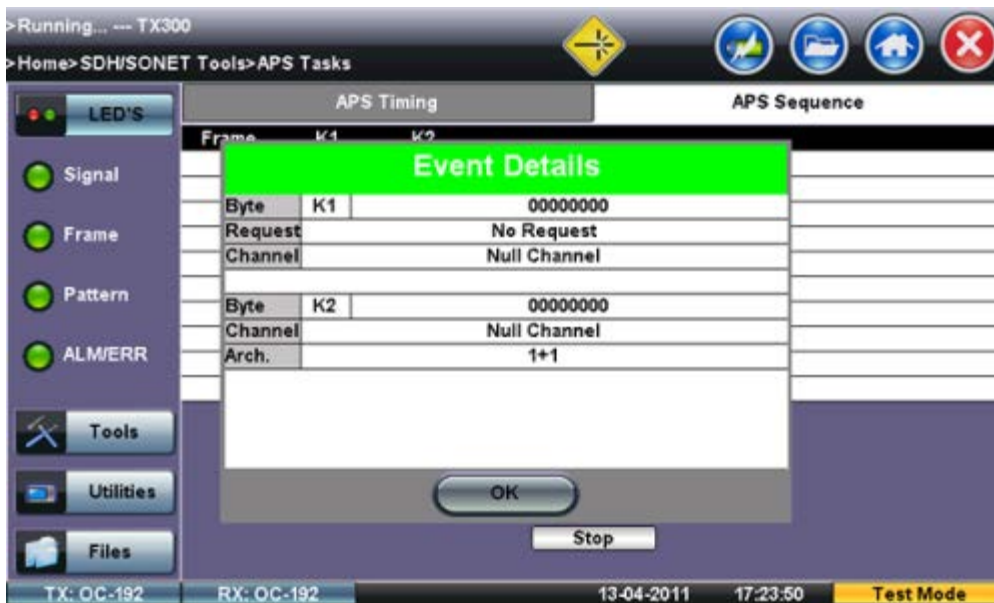 >Running... --- TX300
>Home>SDH/SONET Tools>APS Tasks
LED'S
Signal
Frame
Pattern
ALM/ERR
Tools
Utilities
Files
APS Timing
APS Sequence
Frame K1 K2
Event Details
Byte K1 00000000
Request No Request
Channel Null Channel
Byte K2 00000000
Channel Null Channel
Arch. 1+1
OK
Stop
TX: OC-192 RX: OC-192 13-04-2011 17:23:50 Test Mode